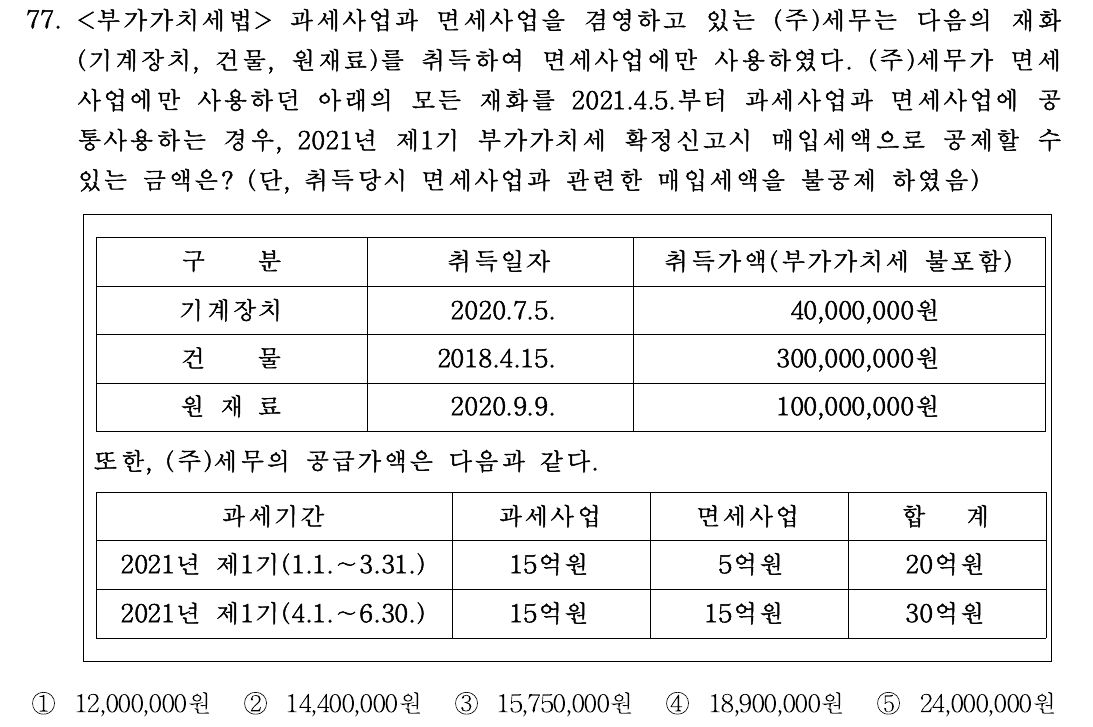 77. <부가가치세법> 과세사업과 면세사업을 겸영하고 있는 (주)세무는 다음의 재화
(기계장치, 건물, 원재료)를 취득하여 면세사업에만 사용하였다. (주)세무가 면세
사업에만 사용하던 아래의 모든 재화를 2021.4.5.부터 과세사업과 면세사업에 공
통사용하는 경우, 2021년 제1기 부가가치세 확정신고시 매입세액으로 공제할 수
있는 금액은? (단, 취득당시 면세사업과 관련한 매입세액을 불공제 하였음)
구 분 취득일자 취득가액(부가가치세 불포함)
기계장치 2020.7.5. 40,000,000원
건 물 2018.4.15. 300,000,000원
원 재 료 2020.9.9. 100,000,000원
또한, (주)세무의 공급가액은 다음과 같다.
과세기간 과세사업 면세사업 합 계
2021년 제1기(1.1.~3.31.) 15억원 5억원 20억원
2021년 제1기(4.1.~6.30.) 15억원 15억원 30억원
① 12,000,000원 ② 14,400,000원 ③ 15,750,000원 ④ 18,900,000원 ⑤ 24,000,000원